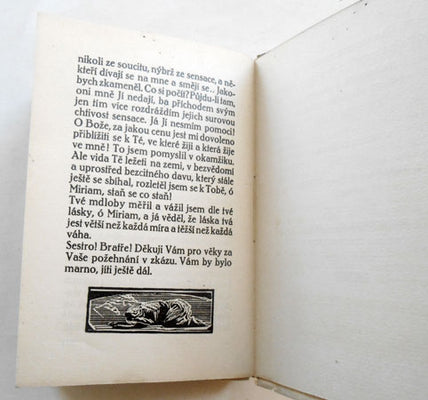 nikoli ze soucitu, nýbrž ze sensace, a ně-
kteří dívají se na mne a smějí se.. Jako-
bych zkameněl. Co si počít? Půjdu-li tam,
oni mně Jí nedají, ba příchodem svým
jen tím více rozdráždím jejich surovou
chtivost sensace. Já Jí nesmím pomoci!
O Bože, za jakou cenu jest mi dovoleno
přiblížiti se k Té, ve které žiji a která žije
ve mně! To jsem pomyslil v okamžiku.
Ale vida Tě ležeti na zemi, v bezvědomí
a uprostřed bezcitného davu, který stále
ještě se sbíhal, rozletěl jsem se k Tobě, ó
Miriam, staň se co staň!
Tvé mdloby měřil a vážil jsem dle tvé
lásky, ó Miriam, a já věděl, že láska tvá
jest větší než každá míra a těžší než každá
váha.
Sestro! Bratře! Děkuji Vám pro věky za
Vaše požehnání v zkázu. Vám by bylo
marno, jíti ještě dál.